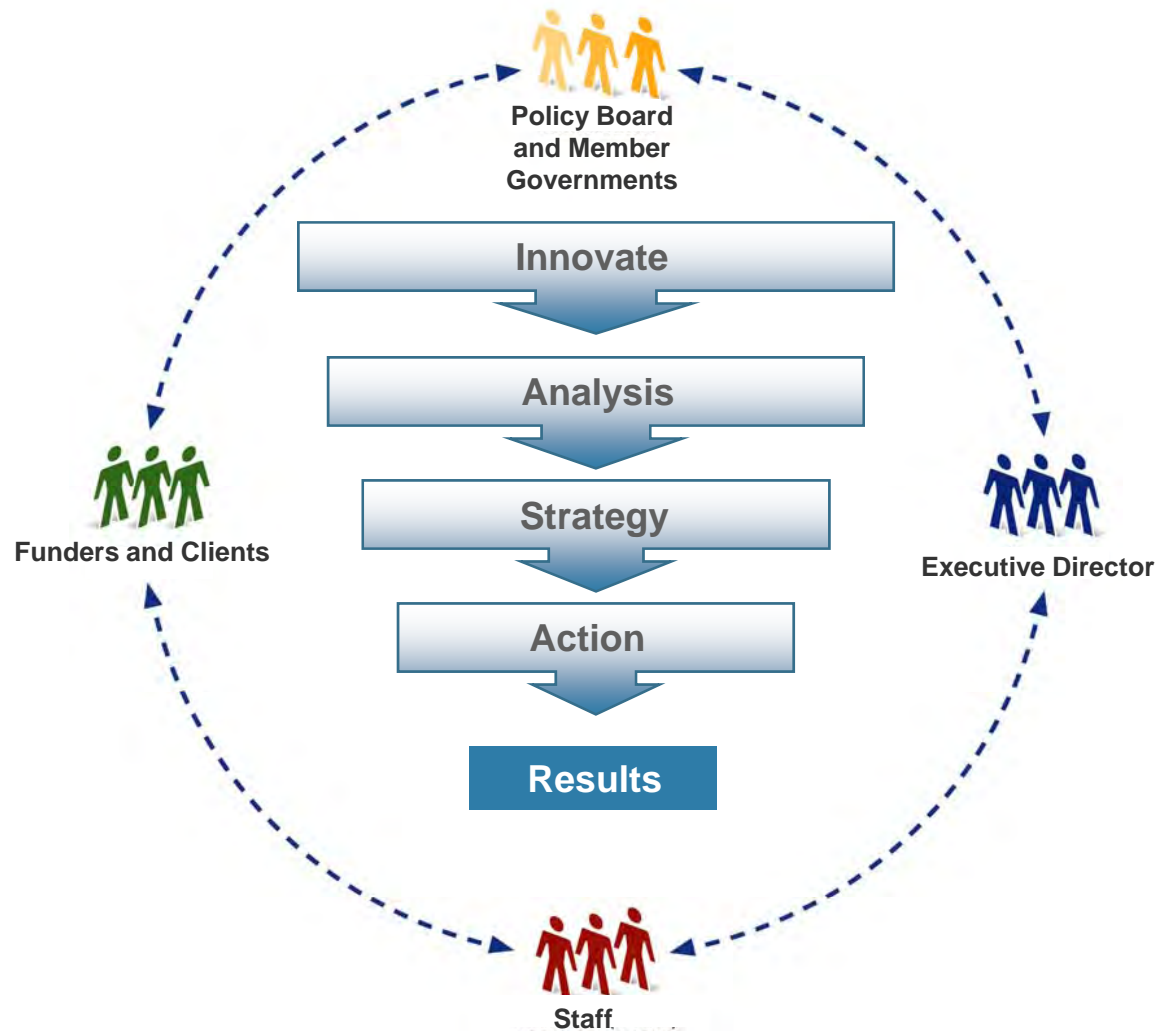 Policy Board
and Member
Governments
Innovate
Analysis
Strategy
Funders and Clients
Executive Director
Action
Results
Staff